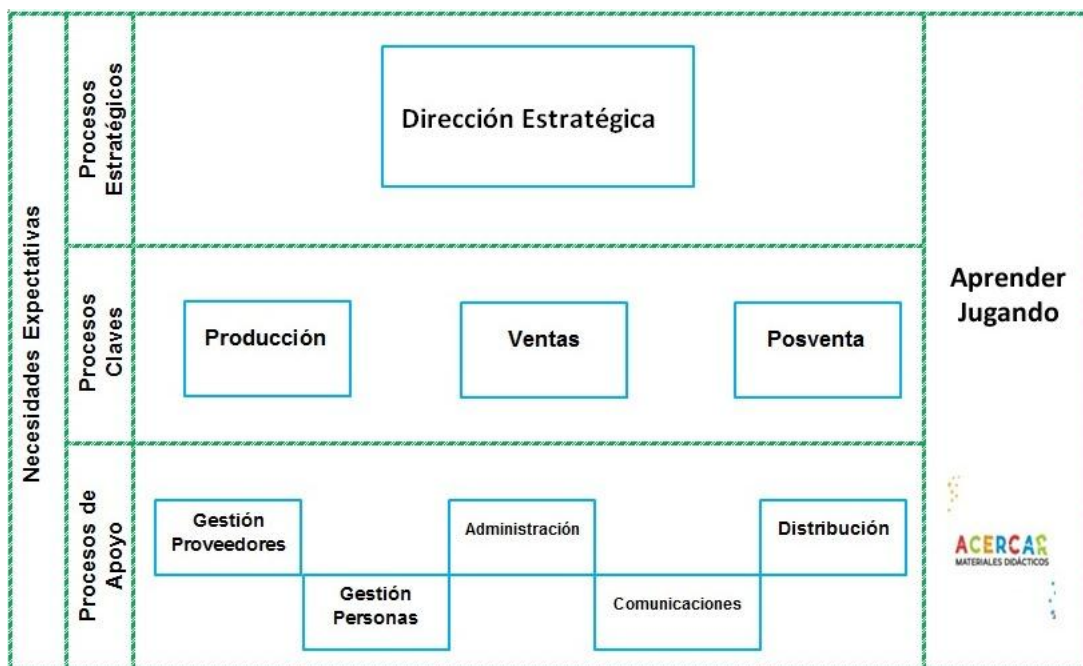 Necesidades Expectativas
Procesos
Estratégicos
Dirección Estratégica
Procesos
Claves
Producción
Ventas
Posventa
Aprender
Jugando
Procesos de
Apoyo
Gestión
Proveedores
Gestión
Personas
Administración
Comunicaciones
Distribución
ACERCAR
MATERIALES DIDÁCTICOS